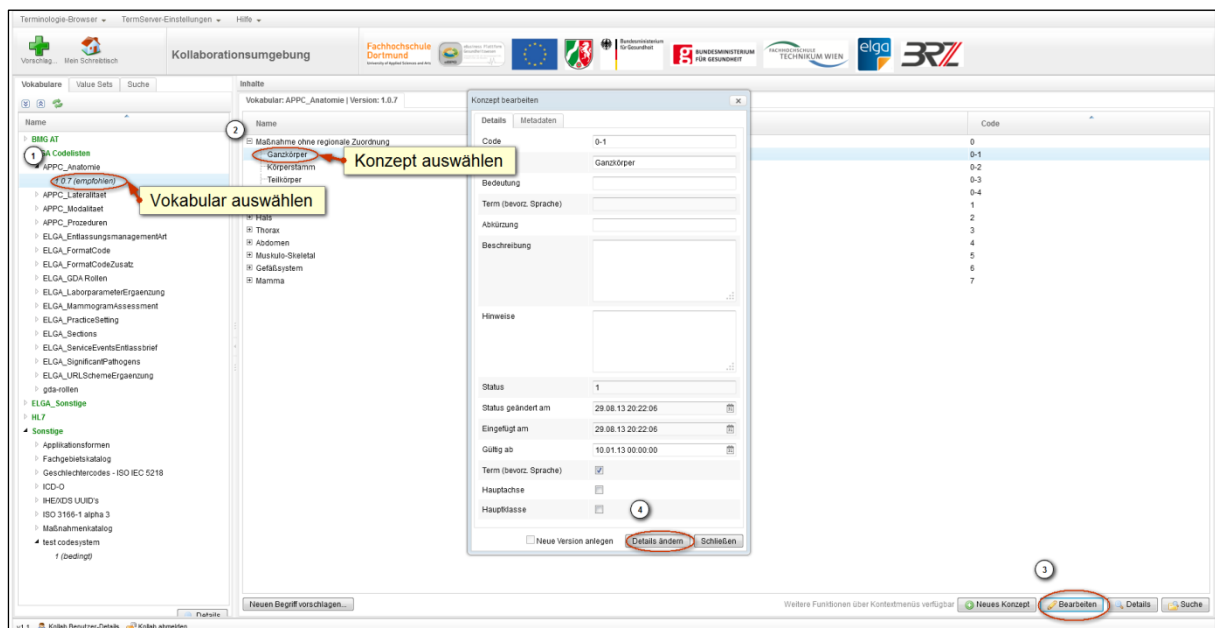 Terminologie-Browser TermServer-Einstellungen Hilfe
Vorschlag... Mein Schreibtisch
Kollaborationsumgebung
Fachhochschule Dortmund
Bundesministerium für Gesundheit
BUNDESMINISTERIUM FÜR GESUNDHEIT
FACHHOCHSCHULE TECHNIKUM WIEN
elga
BRZ
Vokabulare Value Sets Suche
Name
BMG AT
1
Codelisten
APPC_Anatomie
1.0.7 (empfohlen)
Vokabular auswählen
APPC_Lateralitaet
APPC_Modalitaet
APPC_Prozeduren
ELGA_EntlassungsmanagementArt
ELGA_FormatCode
ELGA_FormatCodeZusatz
ELGA_GDA Rollen
ELGA_LaborparameterErgaenzung
ELGA_MammogramAssessment
ELGA_PracticeSetting
ELGA_Sections
ELGA_ServiceEventsEntlassbrief
ELGA_SignificantPathogens
ELGA_URLSchemeErgaenzung
gda-rollen
ELGA_Sonstige
HL7
Sonstige
Applikationsformen
Fachgebietskatalog
Geschlechtercodes - ISO IEC 5218
ICD-O
IHE/XDS UUID's
ISO 3166-1 alpha 3
Maßnahmenkatalog
test codesystem
1 (bedingt)
Details
Inhalte
Vokabular: APPC_Anatomie | Version: 1.0.7
2
Name
Maßnahme ohne regionale Zuordnung
Ganzkörper
Konzept auswählen
Körperstamm
Teilkörper
Hals
Thorax
Abdomen
Muskulo-Skeletal
Gefäßsystem
Mamma
Code
0
0-1
0-2
0-3
0-4
1
2
3
4
5
6
7
Konzept bearbeiten
Details Metadaten
Code 0-1
Ganzkörper
Bedeutung
Term (bevorz. Sprache)
Abkürzung
Beschreibung
Hinweise
Status 1
Status geändert am 29.08.13 20:22:06
Eingefügt am 29.08.13 20:22:06
Gültig ab 10.01.13 00:00:00
Term (bevorz. Sprache)
Hauptachse
Hauptklasse
4
Neue Version anlegen Details ändern Schließen
3
Neuen Begriff vorschlagen... Weitere Funktionen über Kontextmenüs verfügbar Neues Konzept Bearbeiten Details Suche
Kollab Benutzer-Details Kollab abmelden